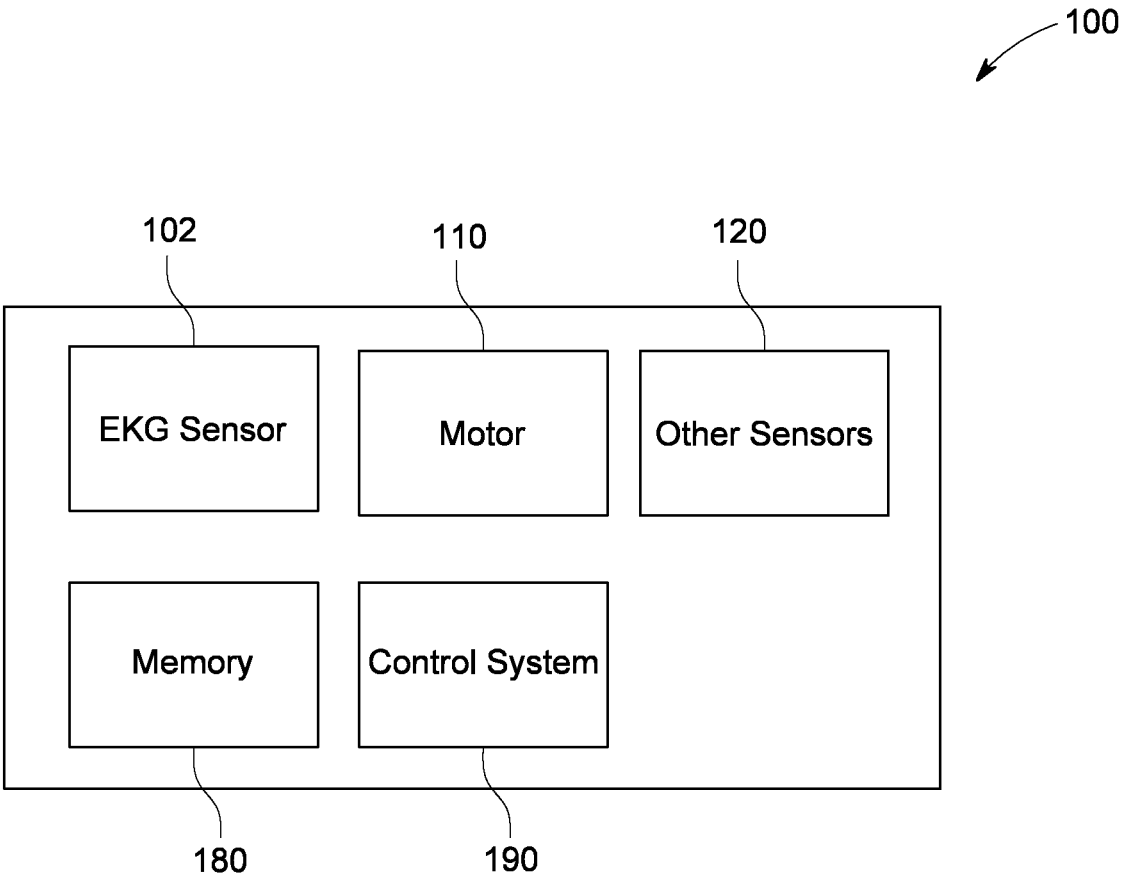 100
102
110
120
EKG Sensor
Motor
Other Sensors
Memory
Control System
180
190